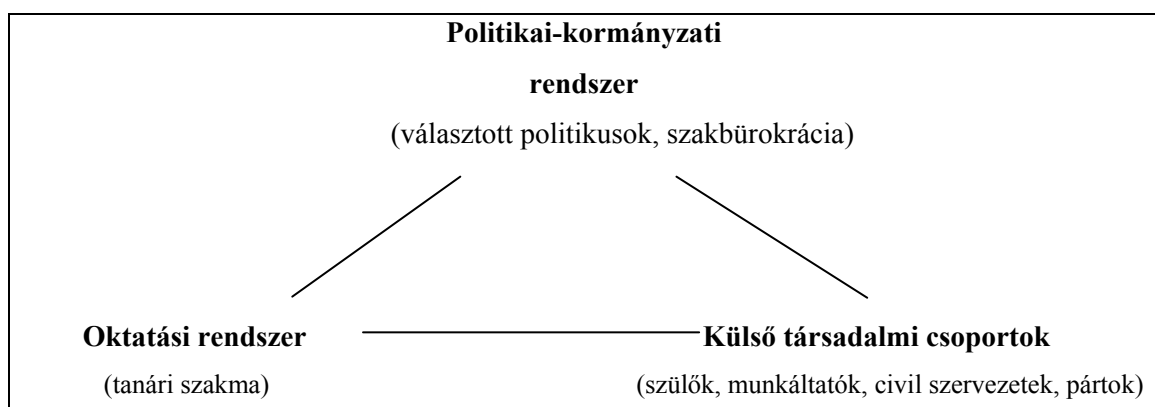 Politikai-kormányzati
rendszer
(választott politikusok, szakbürokrácia)
Oktatási rendszer
Külső társadalmi csoportok
(tanári szakma)
(szülők, munkáltatók, civil szervezetek, pártok)